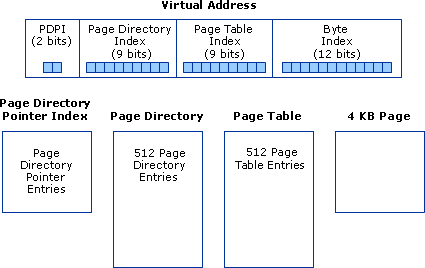 Virtual Address
PDPI
(2 bits)
Page Directory
Index
(9 bits)
Page Table
Index
(9 bits)
Byte
Index
(12 bits)
Page Directory
Pointer Index
Page Directory
Page Table
4 KB Page
Page
Directory
Pointer
Entries
512 Page
Directory
Entries
512 Page
Table Entries